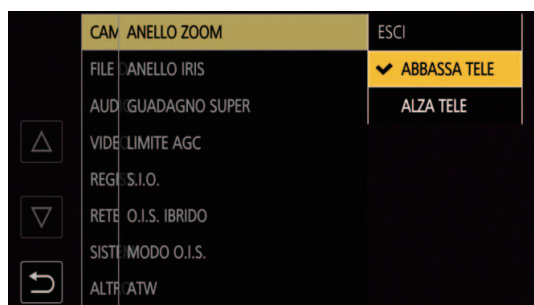 CAM ANELLO ZOOM ESCI
FILE ANELLO IRIS ABBASSA TELE
AUD GUADAGNO SUPER ALZA TELE
VIDE LIMITE AGC
REGIS S.I.O.
RETE O.I.S. IBRIDO
SISTE MODO O.I.S.
ALTR ATW